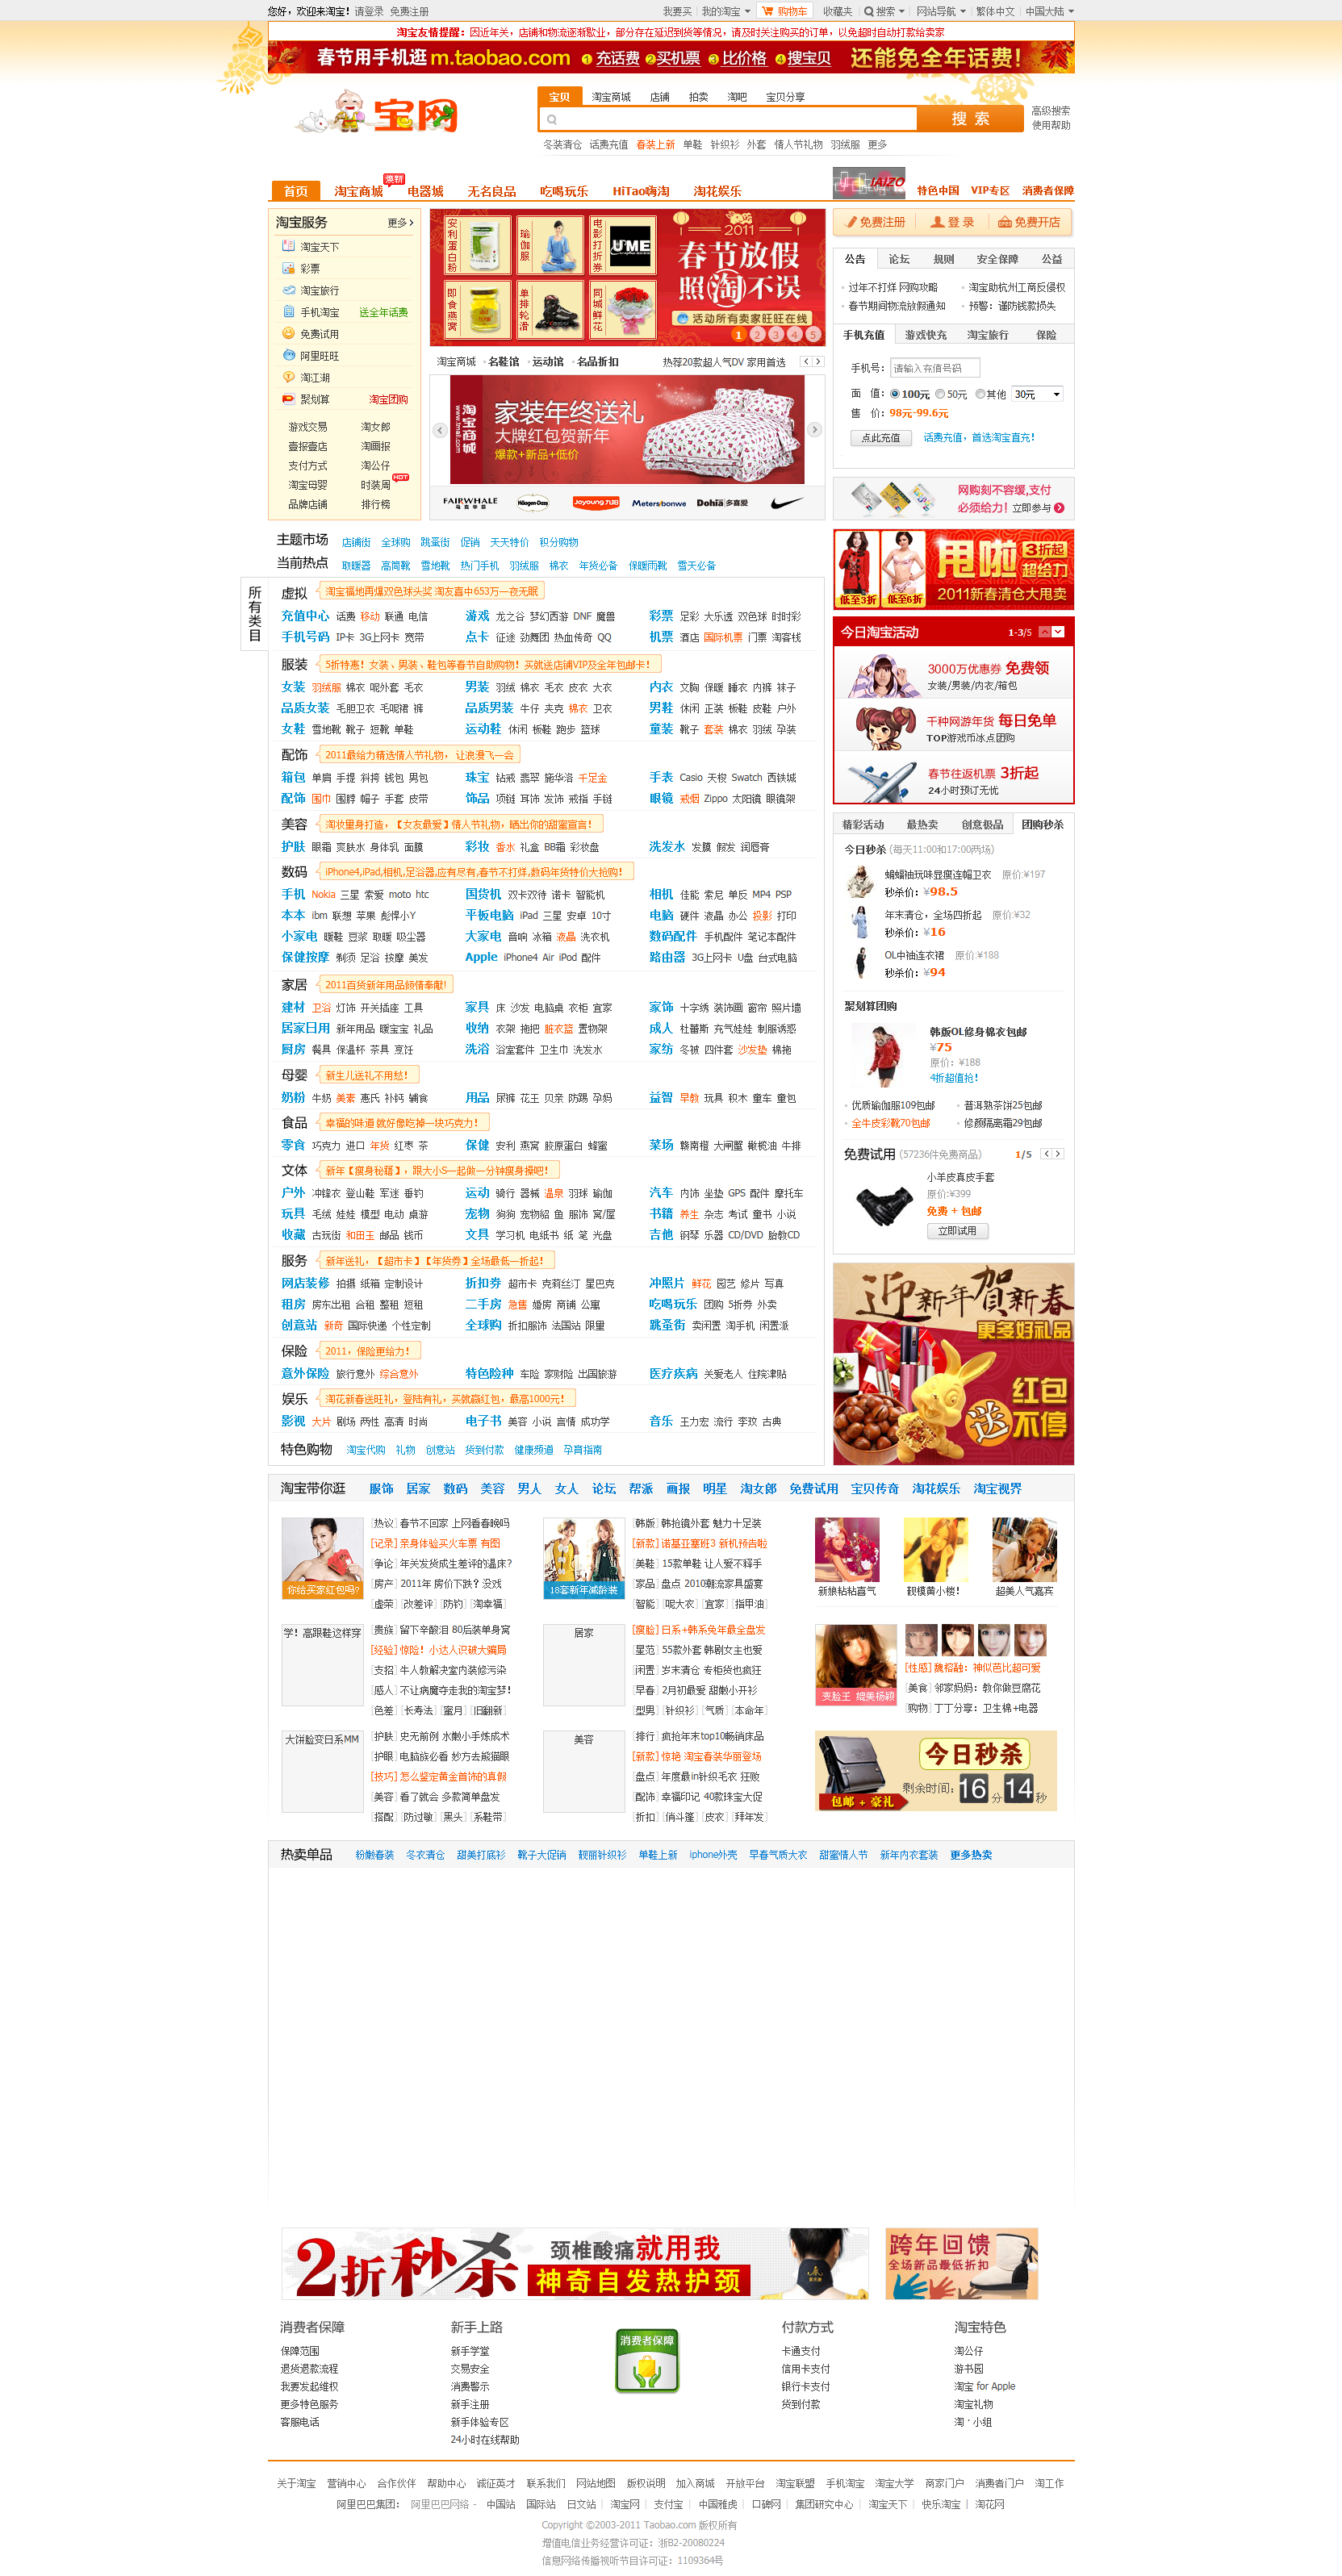 您好，欢迎来淘宝！请登录 免费注册
我要买 我的淘宝 购物车 收藏夹 搜索 网站导航 繁体中文 中国大陆
淘宝友情提醒：因近年关，店铺和物流逐渐歇业，部分存在延迟到货等情况，请及时关注购买的订单，以免超时自动打款给卖家
春节用手机逛m.taobao.com 1充话费 2买机票 3比价格 4搜宝贝 还能免全年话费！
宝网
宝贝 淘宝商城 店铺 拍卖 淘吧 宝贝分享
搜 索
高级搜索
使用帮助
冬装清仓 话费充值 春装上新 单鞋 针织衫 外套 情人节礼物 羽绒服 更多
首页 淘宝商城 焕新 电器城 无名良品 吃喝玩乐 HiTao嗨淘 淘花娱乐
特色中国 VIP专区 消费者保障
淘宝服务 更多
淘宝天下
彩票
淘宝旅行
手机淘宝 送全年话费
免费试用
阿里旺旺
淘江湖
聚划算 淘宝团购
游戏交易 淘女郎
壹报壹店 淘画报
支付方式 淘公仔
淘宝母婴 时装周 HOT
品牌店铺 排行榜
安利蛋白粉 瑜伽服 电影打折券
即食燕窝 单排轮滑 同城鲜花
2011
春节放假
照淘不误
活动所有卖家旺旺在线
1 2 3 4 5
淘宝商城 名鞋馆 运动馆 名品折扣 热荐20款超人气DV 家用首选
淘宝商城
www.tmall.com
家装年终送礼
大牌红包贺新年
爆款+新品+低价
FAIRWHALE Häagen-Dazs Joyoung九阳 Metersbonwe Dohia多喜爱
免费注册 登 录 免费开店
公告 论坛 规则 安全保障 公益
过年不打烊 网购攻略 淘宝助杭州工商反侵权
春节期间物流放假通知 预警：谨防钱款损失
手机充值 游戏快充 淘宝旅行 保险
手机号：请输入充值号码
面 值：100元 50元 其他 30元
售 价：98元-99.6元
点此充值 话费充值，首选淘宝直充！
网购刻不容缓,支付
必须给力！立即参与
低至3折 低至6折
甩啦 3折起 超给力
2011新春清仓大甩卖
主题市场 店铺街 全球购 跳蚤街 促销 天天特价 积分购物
当前热点 取暖器 高筒靴 雪地靴 热门手机 羽绒服 棉衣 年货必备 保暖雨靴 雪天必备
所有类目
虚拟 淘宝福地再爆双色球头奖 淘友喜中653万一夜无眠
充值中心 话费 移动 联通 电信 游戏 龙之谷 梦幻西游 DNF 魔兽 彩票 足彩 大乐透 双色球 时时彩
手机号码 IP卡 3G上网卡 宽带 点卡 征途 劲舞团 热血传奇 QQ 机票 酒店 国际机票 门票 淘客栈
服装 5折特惠！女装、男装、鞋包等春节自助购物！买就送店铺VIP及全年包邮卡！
女装 羽绒服 棉衣 呢外套 毛衣 男装 羽绒 棉衣 毛衣 皮衣 大衣 内衣 文胸 保暖 睡衣 内裤 袜子
品质女装 毛胆卫衣 毛呢裙 裤 品质男装 牛仔 夹克 棉衣 卫衣 男鞋 休闲 正装 板鞋 皮鞋 户外
女鞋 雪地靴 靴子 短靴 单鞋 运动鞋 休闲 板鞋 跑步 篮球 童装 靴子 套装 棉衣 羽绒 孕装
配饰 2011最给力精选情人节礼物，让浪漫飞一会
箱包 单肩 手提 斜挎 钱包 男包 珠宝 钻戒 翡翠 施华洛 千足金 手表 Casio 天梭 Swatch 西铁城
配饰 围巾 围脖 帽子 手套 皮带 饰品 项链 耳饰 发饰 戒指 手链 眼镜 戒烟 Zippo 太阳镜 眼镜架
美容 淘妆量身打造，【女友最爱】情人节礼物，晒出你的甜蜜宣言！
护肤 眼霜 爽肤水 身体乳 面膜 彩妆 香水 礼盒 BB霜 彩妆盘 洗发水 发膜 假发 润唇膏
数码 iPhone4,iPad,相机,足浴器,应有尽有,春节不打烊,数码年货特价大抢购！
手机 Nokia 三星 索爱 moto htc 国货机 双卡双待 诺卡 智能机 相机 佳能 索尼 单反 MP4 PSP
本本 ibm 联想 苹果 彪悍小Y 平板电脑 iPad 三星 安卓 10寸 电脑 硬件 液晶 办公 投影 打印
小家电 暖鞋 豆浆 取暖 吸尘器 大家电 音响 冰箱 液晶 洗衣机 数码配件 手机配件 笔记本配件
保健按摩 剃须 足浴 按摩 美发 Apple iPhone4 Air iPod 配件 路由器 3G上网卡 U盘 台式电脑
家居 2011百货新年用品倾情奉献!
建材 卫浴 灯饰 开关插座 工具 家具 床 沙发 电脑桌 衣柜 宜家 家饰 十字绣 装饰画 窗帘 照片墙
居家日用 新年用品 暖宝宝 礼品 收纳 衣架 拖把 脏衣篮 置物架 成人 杜蕾斯 充气娃娃 制服诱惑
厨房 餐具 保温杯 茶具 烹饪 洗浴 浴室套件 卫生巾 洗发水 家纺 冬被 四件套 沙发垫 棉拖
母婴 新生儿送礼不用愁！
奶粉 牛奶 美素 惠氏 补钙 辅食 用品 尿裤 花王 贝亲 防踢 孕妈 益智 早教 玩具 积木 童车 童包
食品 幸福的味道 就好像吃掉一块巧克力！
零食 巧克力 进口 年货 红枣 茶 保健 安利 燕窝 胶原蛋白 蜂蜜 菜场 赣南橙 大闸蟹 橄榄油 牛排
文体 新年【瘦身秘籍】，跟大小S一起做一分钟瘦身操吧！
户外 冲锋衣 登山鞋 军迷 垂钓 运动 骑行 器械 温泉 羽球 瑜伽 汽车 内饰 坐垫 GPS 配件 摩托车
玩具 毛绒 娃娃 模型 电动 桌游 宠物 狗狗 宠物貂 鱼 服饰 窝/屋 书籍 养生 杂志 考试 童书 小说
收藏 古玩街 和田玉 邮品 钱币 文具 学习机 电纸书 纸 笔 光盘 吉他 钢琴 乐器 CD/DVD 胎教CD
服务 新年送礼，【超市卡】【年货劵】全场最低一折起！
网店装修 拍摄 纸箱 定制设计 折扣券 超市卡 克莉丝汀 星巴克 冲照片 鲜花 园艺 修片 写真
租房 房东出租 合租 整租 短租 二手房 急售 婚房 商铺 公寓 吃喝玩乐 团购 5折券 外卖
创意站 新奇 国际快递 个性定制 全球购 折扣服饰 法国站 限量 跳蚤街 卖闲置 淘手机 闲置派
保险 2011，保险更给力！
意外保险 旅行意外 综合意外 特色险种 车险 家财险 出国旅游 医疗疾病 关爱老人 住院津贴
娱乐 淘花新春送旺礼，登陆有礼，买就赢红包，最高1000元！
影视 大片 剧场 两性 高清 时尚 电子书 美容 小说 言情 成功学 音乐 王力宏 流行 李玟 古典
特色购物 淘宝代购 礼物 创意站 货到付款 健康频道 孕育指南
今日淘宝活动 1-3/5
3000万优惠券 免费领
女装/男装/内衣/箱包
千种网游年货 每日免单
TOP游戏币冰点团购
春节往返机票 3折起
24小时预订无忧
精彩活动 最热卖 创意极品 团购秒杀
今日秒杀 (每天11:00和17:00两场)
蝙蝠袖玩味显瘦连帽卫衣 原价:¥197
秒杀价：¥98.5
年末清仓，全场四折起 原价:¥32
秒杀价：¥16
OL中袖连衣裙 原价:¥188
秒杀价：¥94
聚划算团购
韩版OL修身棉衣包邮
¥75
原价：¥188
4折超值抢！
优质瑜伽服109包邮 普洱熟茶饼25包邮
全牛皮彩靴70包邮 修颜隔离霜29包邮
免费试用 (57236件免费商品) 1/5
小羊皮真皮手套
原价:¥399
免费 + 包邮
立即试用
迎新年贺新春
更多好礼品
红包
送不停
淘宝带你逛 服饰 居家 数码 美容 男人 女人 论坛 帮派 画报 明星 淘女郎 免费试用 宝贝传奇 淘花娱乐 淘宝视界
你给买家红包吗?
[热议] 春节不回家 上网看春晚吗
[记录] 亲身体验买火车票 有图
[争论] 年关发货成生差评的温床?
[房产] 2011年 房价下跌? 没戏
[虚荣] [改差评] [防钓] [淘幸福]
18套新年减龄装
[韩版] 韩抢镜外套 魅力十足装
[新款] 诺基亚塞班3 新机预告啦
[美鞋] 15款单鞋 让人爱不释手
[家品] 盘点 2010潮流家具盛宴
[智能] [呢大衣] [宜家] [指甲油]
新娘粘粘喜气 靓模黄小棱！ 超美人气嘉宾
学！高跟鞋这样穿
[贵族] 留下辛酸泪 80后装单身窝
[经验] 惊险！小达人识破大骗局
[支招] 牛人教解决室内装修污染
[感人] 不让病魔夺走我的淘宝梦！
[色差] [长寿法] [蜜月] [旧翻新]
居家
[瘦脸] 日系+韩系兔年最全盘发
[星范] 55款外套 韩剧女主也爱
[闲置] 岁末清仓 专柜货也疯狂
[早春] 2月初最爱 甜嫩小开衫
[型男] [针织衫] [气质] [本命年]
变脸王 媲美杨颖
[性感] 魏榕融：神似芭比超可爱
[美食] 邻家妈妈：教你做豆腐花
[购物] 丁丁分享：卫生棉+电器
大饼脸变日系MM
[护肤] 史无前例 水嫩小手炼成术
[护眼] 电脑族必看 妙方去熊猫眼
[技巧] 怎么鉴定黄金首饰的真假
[美容] 看了就会 多款简单盘发
[搭配] [防过敏] [黑头] [系鞋带]
美容
[排行] 疯抢年末top10畅销床品
[新款] 惊艳 淘宝春装华丽登场
[盘点] 年度最in针织毛衣 狂败
[配饰] 幸福印记 40款珠宝大促
[折扣] [俏斗篷] [皮衣] [拜年发]
今日秒杀
剩余时间：16分14秒
包邮 + 豪礼
热卖单品 粉嫩春装 冬衣清仓 甜美打底衫 靴子大促销 靓丽针织衫 单鞋上新 iphone外壳 早春气质大衣 甜蜜情人节 新年内衣套装 更多热卖
2折秒杀 颈椎酸痛就用我
神奇自发热护颈
跨年回馈
全场新品最低折扣
消费者保障 新手上路 付款方式 淘宝特色
消费者保障
保障范围 新手学堂 卡通支付 淘公仔
退货退款流程 交易安全 信用卡支付 游书园
我要发起维权 消费警示 银行卡支付 淘宝 for Apple
更多特色服务 新手注册 货到付款 淘宝礼物
客服电话 新手体验专区 淘·小组
24小时在线帮助
关于淘宝 营销中心 合作伙伴 帮助中心 诚征英才 联系我们 网站地图 版权说明 加入商城 开放平台 淘宝联盟 手机淘宝 淘宝大学 商家门户 消费者门户 淘工作
阿里巴巴集团： 阿里巴巴网络 - 中国站 国际站 日文站 | 淘宝网 | 支付宝 | 中国雅虎 | 口碑网 | 集团研究中心 | 淘宝天下 | 快乐淘宝 | 淘花网
Copyright ©2003-2011 Taobao.com 版权所有
增值电信业务经营许可证：浙B2-20080224
信息网络传播视听节目许可证：1109364号